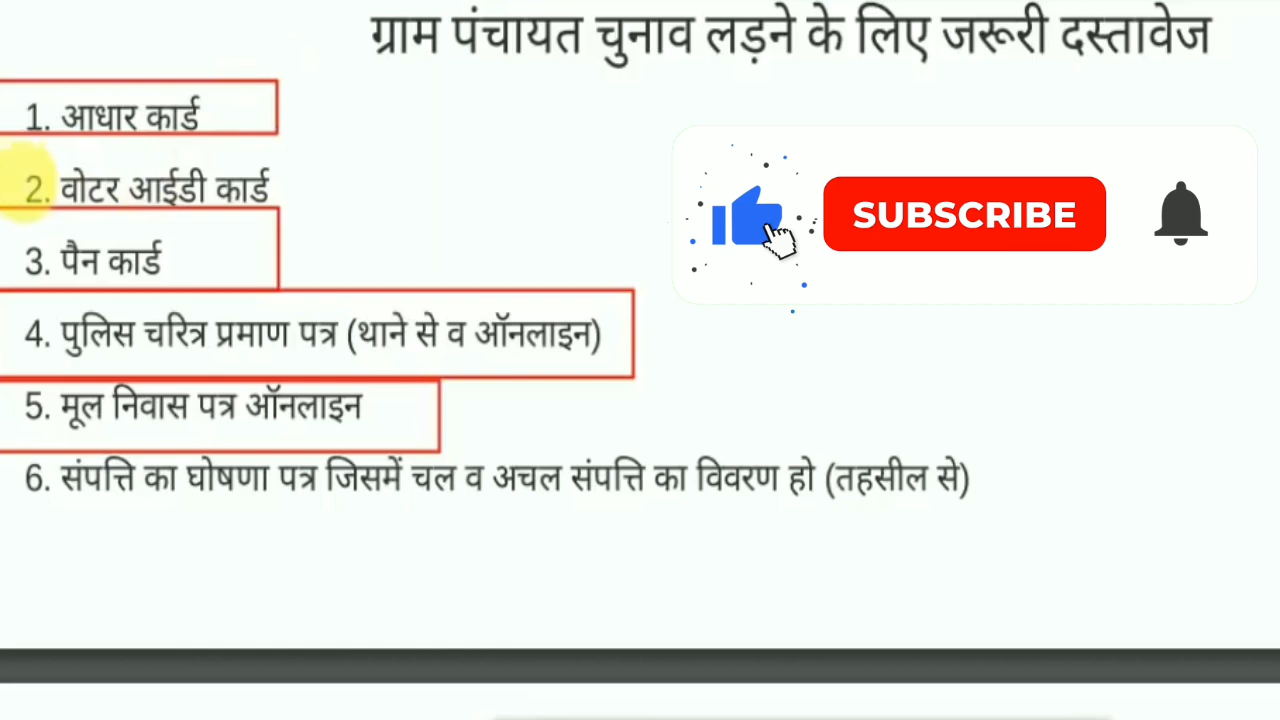 ग्राम पंचायत चुनाव लड़ने के लिए जरूरी दस्तावेज
1. आधार कार्ड
2. वोटर आईडी कार्ड
3. पैन कार्ड
4. पुलिस चरित्र प्रमाण पत्र (थाने से व ऑनलाइन)
5. मूल निवास पत्र ऑनलाइन
6. संपत्ति का घोषणा पत्र जिसमें चल व अचल संपत्ति का विवरण हो (तहसील से)
SUBSCRIBE